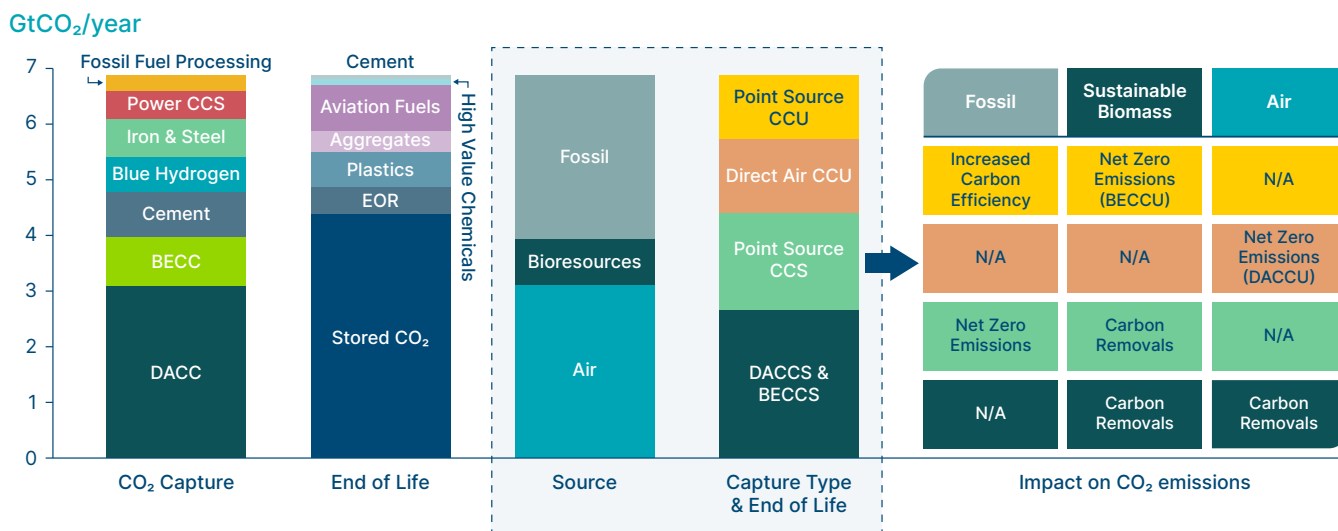 GtCO₂/year
7
6
5
4
3
2
1
0
Fossil Fuel Processing
Power CCS
Iron & Steel
Blue Hydrogen
Cement
BECC
DACC
CO₂ Capture
Cement
High Value Chemicals
Aviation Fuels
Aggregates
Plastics
EOR
Stored CO₂
End of Life
Fossil
Bioresources
Air
Source
Point Source
CCU
Direct Air CCU
Point Source
CCS
DACCS &
BECCS
Capture Type
& End of Life
Fossil
Sustainable
Biomass
Air
Increased
Carbon
Efficiency
Net Zero
Emissions
(BECCU)
N/A
N/A
N/A
Net Zero
Emissions
(DACCU)
Net Zero
Emissions
Carbon
Removals
N/A
N/A
Carbon
Removals
Carbon
Removals
Impact on CO₂ emissions